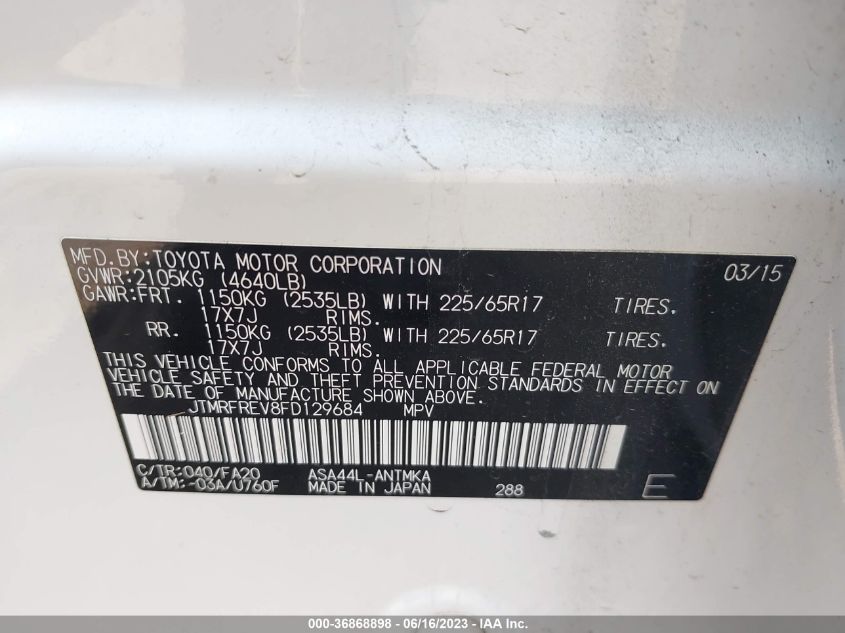 MFD.BY:TOYOTA MOTOR CORPORATION 03/15
GVWR:2105KG (4640LB)
GAWR:FRT. 1150KG (2535LB) WITH 225/65R17 TIRES.
17X7J RIMS.
RR. 1150KG (2535LB) WITH 225/65R17 TIRES.
17X7J RIMS.
THIS VEHICLE CONFORMS TO ALL APPLICABLE FEDERAL MOTOR
VEHICLE SAFETY AND THEFT PREVENTION STANDARDS IN EFFECT ON
THE DATE OF MANUFACTURE SHOWN ABOVE.
JTMRFREV8FD129684 MPV
C/TR:040/FA20 ASA44L-ANTMKA
A/TM:-03A/U760F MADE IN JAPAN 288 E
000-36868898 - 06/16/2023 - IAA Inc.